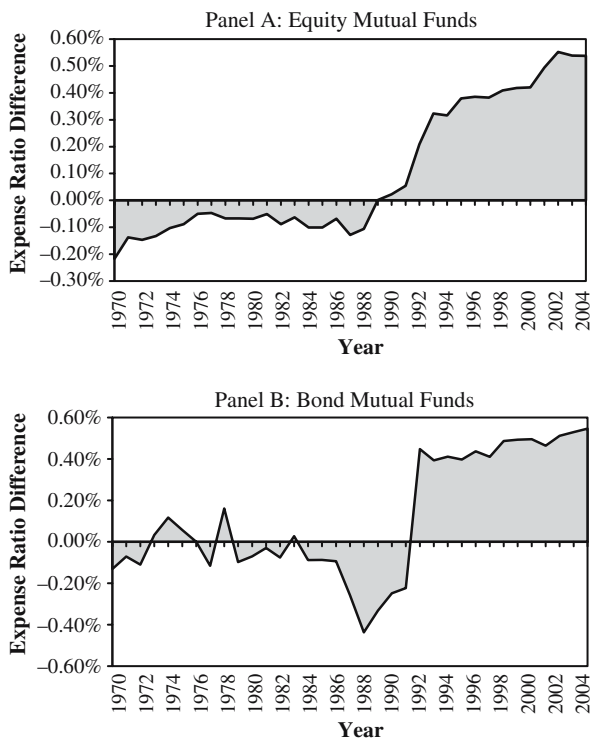 Panel A: Equity Mutual Funds
Expense Ratio Difference
0.60%
0.50%
0.40%
0.30%
0.20%
0.10%
0.00%
–0.10%
–0.20%
–0.30%
1970 1972 1974 1976 1978 1980 1982 1984 1986 1988 1990 1992 1994 1996 1998 2000 2002 2004
Year
Panel B: Bond Mutual Funds
Expense Ratio Difference
0.60%
0.40%
0.20%
0.00%
–0.20%
–0.40%
–0.60%
1970 1972 1974 1976 1978 1980 1982 1984 1986 1988 1990 1992 1994 1996 1998 2000 2002 2004
Year